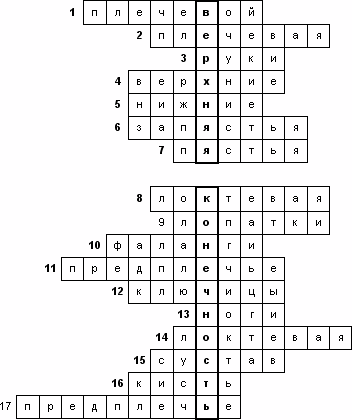 1 плечевой
2 плечевая
3 руки
4 верхние
5 нижние
6 запястья
7 пястья
8 локтевая
9 лопатки
10 фаланги
11 предплечье
12 ключицы
13 ноги
14 локтевая
15 сустав
16 кисть
17 предплечье